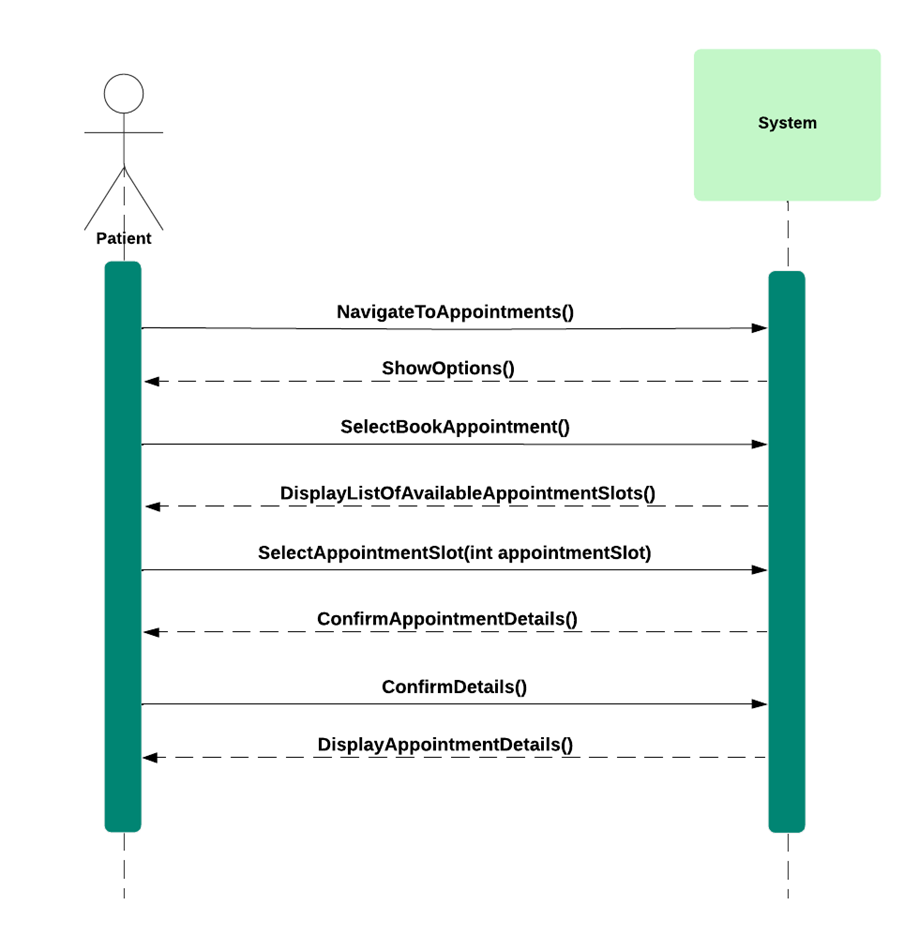 System
Patient
NavigateToAppointments()
ShowOptions()
SelectBookAppointment()
DisplayListOfAvailableAppointmentSlots()
SelectAppointmentSlot(int appointmentSlot)
ConfirmAppointmentDetails()
ConfirmDetails()
DisplayAppointmentDetails()